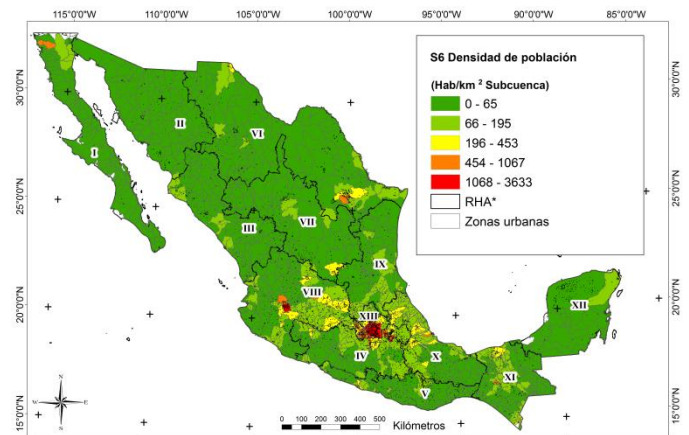 115°0'0"W 110°0'0"W 105°0'0"W 100°0'0"W 95°0'0"W 90°0'0"W 85°0'0"W
S6 Densidad de población
(Hab/km 2 Subcuenca)
0 - 65
66 - 195
196 - 453
454 - 1067
1068 - 3633
RHA*
Zonas urbanas
30°0'0"N 30°0'0"N
25°0'0"N 25°0'0"N
20°0'0"N 20°0'0"N
15°0'0"N 15°0'0"N
I
II
VI
III
VII
IX
VIII
XIII
XII
IV
X
V
XI
N
W E
S
0 50 100 200 300 400 500
Kilómetros